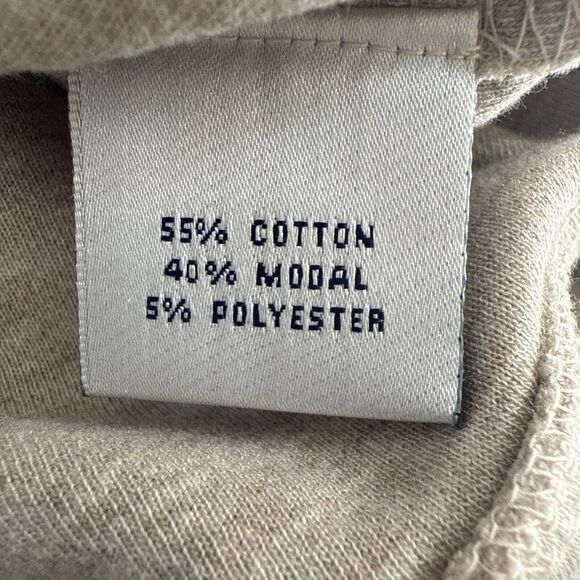 55% COTTON
40% MODAL
5% POLYESTER